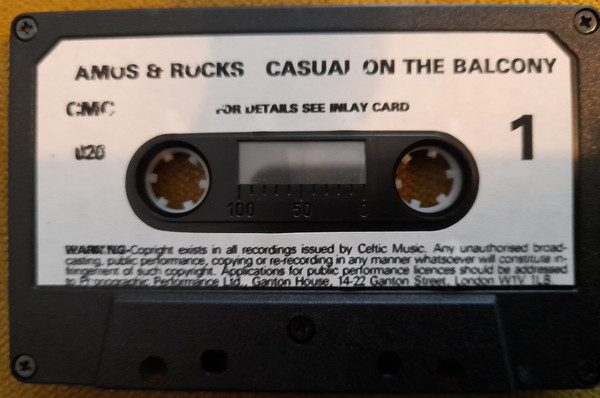 AMOS & ROCKS CASUAL ON THE BALCONY
CMC
FOR DETAILS SEE INLAY CARD
1
020
100 50 0
WARNING-Copright exists in all recordings issued by Celtic Music. Any unauthorised broad-
casting, public performance, copying or re-recording in any manner whatsoever will constitute in-
fringement of such copyright. Applications for public performance licences should be addressed
to Phonographic Performance Ltd., Ganton House, 14-22 Ganton Street, London W1V 1LB